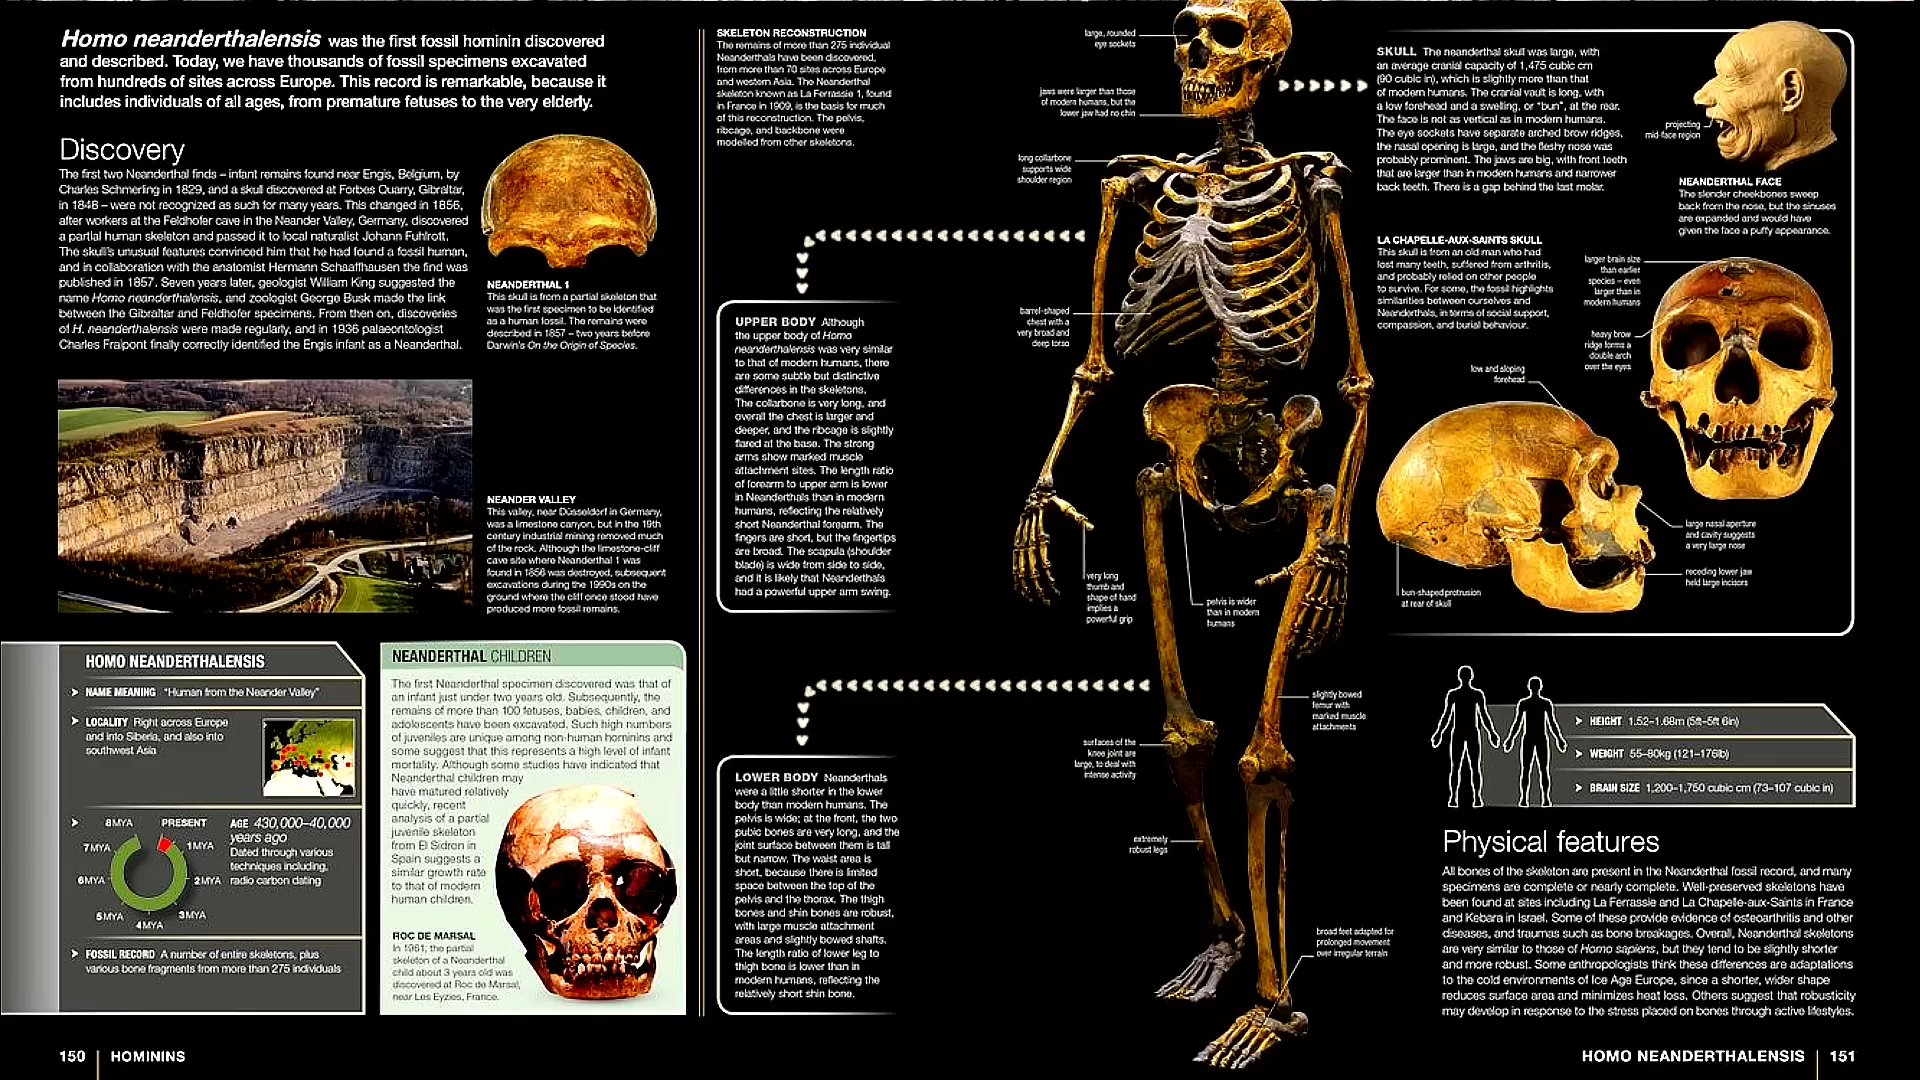 Homo neanderthalensis was the first fossil hominin discovered
and described. Today, we have thousands of fossil specimens excavated
from hundreds of sites across Europe. This record is remarkable, because it
includes individuals of all ages, from premature fetuses to the very elderly.
Discovery
The first two Neanderthal finds – infant remains found near Engis, Belgium, by
Charles Schmerling in 1829, and a skull discovered at Forbes Quarry, Gibraltar,
in 1848 – were not recognized as such for many years. This changed in 1856,
after workers at the Feldhofer cave in the Neander Valley, Germany, discovered
a partial human skeleton and passed it to local naturalist Johann Fuhlrott.
The skull's unusual features convinced him that he had found a fossil human,
and in collaboration with the anatomist Hermann Schaaffhausen the find was
published in 1857. Seven years later, geologist William King suggested the
name Homo neanderthalensis, and zoologist George Busk made the link
between the Gibraltar and Feldhofer specimens. From then on, discoveries
of H. neanderthalensis were made regularly, and in 1936 palaeontologist
Charles Fraipont finally correctly identified the Engis infant as a Neanderthal.
NEANDERTHAL 1
This skull is from a partial skeleton that
was the first specimen to be identified
as a human fossil. The remains were
described in 1857 – two years before
Darwin's On the Origin of Species.
NEANDER VALLEY
This valley, near Düsseldorf in Germany,
was a limestone canyon, but in the 19th
century industrial mining removed much
of the rock. Although the limestone-cliff
cave site where Neanderthal 1 was
found in 1856 was destroyed, subsequent
excavations during the 1990s on the
ground where the cliff once stood have
produced more fossil remains.
HOMO NEANDERTHALENSIS
NAME MEANING "Human from the Neander Valley"
LOCALITY Right across Europe
and into Siberia, and also into
southwest Asia
8MYA
PRESENT
7MYA
1MYA
6MYA
2MYA
5MYA
3MYA
4MYA
AGE 430,000–40,000
years ago
Dated through various
techniques including,
radio carbon dating
FOSSIL RECORD A number of entire skeletons, plus
various bone fragments from more than 275 individuals
NEANDERTHAL CHILDREN
The first Neanderthal specimen discovered was that of
an infant just under two years old. Subsequently, the
remains of more than 100 fetuses, babies, children, and
adolescents have been excavated. Such high numbers
of juveniles are unique among non-human hominins and
some suggest that this represents a high level of infant
mortality. Although some studies have indicated that
Neanderthal children may
have matured relatively
quickly, recent
analysis of a partial
juvenile skeleton
from El Sidron in
Spain suggests a
similar growth rate
to that of modern
human children.
ROC DE MARSAL
In 1961, the partial
skeleton of a Neanderthal
child about 3 years old was
discovered at Roc de Marsal,
near Les Eyzies, France.
150 HOMININS
SKELETON RECONSTRUCTION
The remains of more than 275 individual
Neanderthals have been discovered,
from more than 70 sites across Europe
and western Asia. The Neanderthal
skeleton known as La Ferrassie 1, found
in France in 1909, is the basis for much
of this reconstruction. The pelvis,
ribcage, and backbone were
modelled from other skeletons.
UPPER BODY Although
the upper body of Homo
neanderthalensis was very similar
to that of modern humans, there
are some subtle but distinctive
differences in the skeletons.
The collarbone is very long, and
overall the chest is larger and
deeper, and the ribcage is slightly
flared at the base. The strong
arms show marked muscle
attachment sites. The length ratio
of forearm to upper arm is lower
in Neanderthals than in modern
humans, reflecting the relatively
short Neanderthal forearm. The
fingers are short, but the fingertips
are broad. The scapula (shoulder
blade) is wide from side to side,
and it is likely that Neanderthals
had a powerful upper arm swing.
LOWER BODY Neanderthals
were a little shorter in the lower
body than modern humans. The
pelvis is wide; at the front, the two
pubic bones are very long, and the
joint surface between them is tall
but narrow. The waist area is
short, because there is limited
space between the top of the
pelvis and the thorax. The thigh
bones and shin bones are robust,
with large muscle attachment
areas and slightly bowed shafts.
The length ratio of lower leg to
thigh bone is lower than in
modern humans, reflecting the
relatively short shin bone.
large, rounded
eye sockets
jaws were larger than those
of modern humans, but the
lower jaw had no chin
long collarbone
supports wide
shoulder region
barrel-shaped
chest with a
very broad and
deep torso
very long
thumb and
shape of hand
implies a
powerful grip
pelvis is wider
than in modern
humans
slightly bowed
femur with
marked muscle
attachments
surfaces of the
knee joint are
large, to deal with
intense activity
extremely
robust legs
broad feet adapted for
prolonged movement
over irregular terrain
SKULL The neanderthal skull was large, with
an average cranial capacity of 1,475 cubic cm
(90 cubic in), which is slightly more than that
of modern humans. The cranial vault is long, with
a low forehead and a swelling, or "bun", at the rear.
The face is not as vertical as in modern humans.
The eye sockets have separate arched brow ridges,
the nasal opening is large, and the fleshy nose was
probably prominent. The jaws are big, with front teeth
that are larger than in modern humans and narrower
back teeth. There is a gap behind the last molar.
projecting
mid-face region
NEANDERTHAL FACE
The slender cheekbones sweep
back from the nose, but the sinuses
are expanded and would have
given the face a puffy appearance.
LA CHAPELLE-AUX-SAINTS SKULL
This skull is from an old man who had
lost many teeth, suffered from arthritis,
and probably relied on other people
to survive. For some, the fossil highlights
similarities between ourselves and
Neanderthals, in terms of social support,
compassion, and burial behaviour.
larger brain size
than earlier
species – even
larger than in
modern humans
heavy brow
ridge forms a
double arch
over the eyes
low and sloping
forehead
large nasal aperture
and cavity suggests
a very large nose
receding lower jaw
held large incisors
bun-shaped protrusion
at rear of skull
HEIGHT 1.52–1.68m (5ft–5ft 6in)
WEIGHT 55–80kg (121–176lb)
BRAIN SIZE 1,200–1,750 cubic cm (73–107 cubic in)
Physical features
All bones of the skeleton are present in the Neanderthal fossil record, and many
specimens are complete or nearly complete. Well-preserved skeletons have
been found at sites including La Ferrassie and La Chapelle-aux-Saints in France
and Kebara in Israel. Some of these provide evidence of osteoarthritis and other
diseases, and traumas such as bone breakages. Overall, Neanderthal skeletons
are very similar to those of Homo sapiens, but they tend to be slightly shorter
and more robust. Some anthropologists think these differences are adaptations
to the cold environments of Ice Age Europe, since a shorter, wider shape
reduces surface area and minimizes heat loss. Others suggest that robusticity
may develop in response to the stress placed on bones through active lifestyles.
HOMO NEANDERTHALENSIS 151